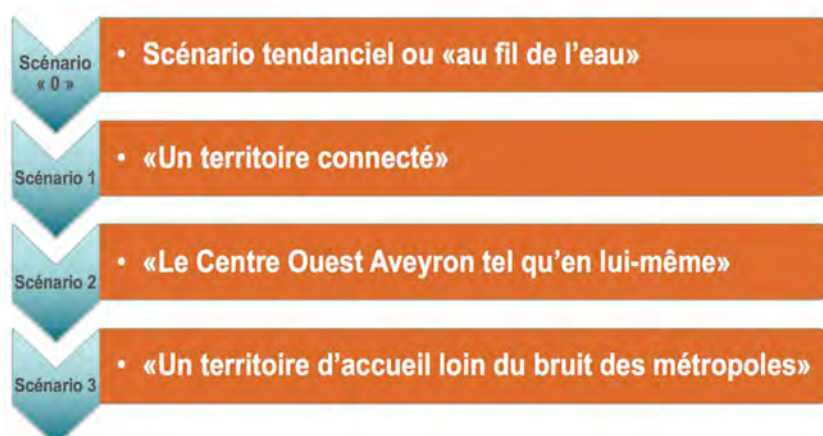 Scénario
« 0 »
• Scénario tendanciel ou «au fil de l’eau»
Scénario 1
• «Un territoire connecté»
Scénario 2
• «Le Centre Ouest Aveyron tel qu’en lui-même»
Scénario 3
• «Un territoire d’accueil loin du bruit des métropoles»